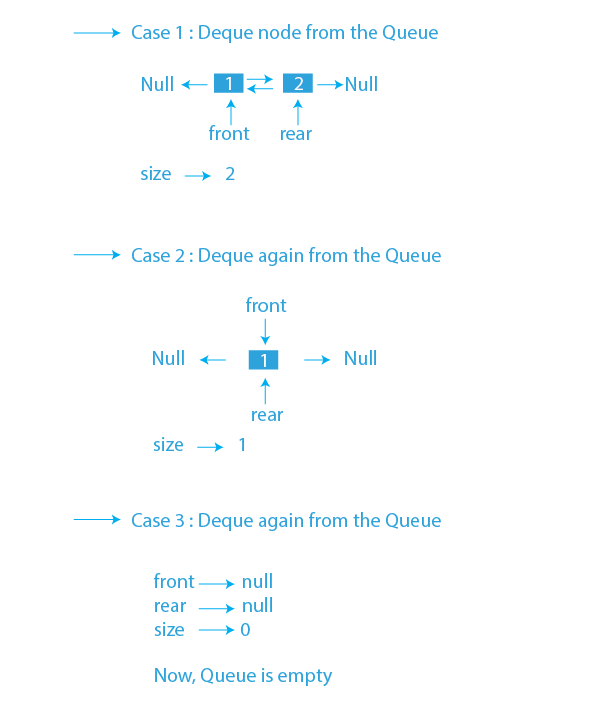 Case 1 : Deque node from the Queue
Null 1 2 Null
front rear
size 2
Case 2 : Deque again from the Queue
front
Null 1 Null
rear
size 1
Case 3 : Deque again from the Queue
front null
rear null
size 0
Now, Queue is empty